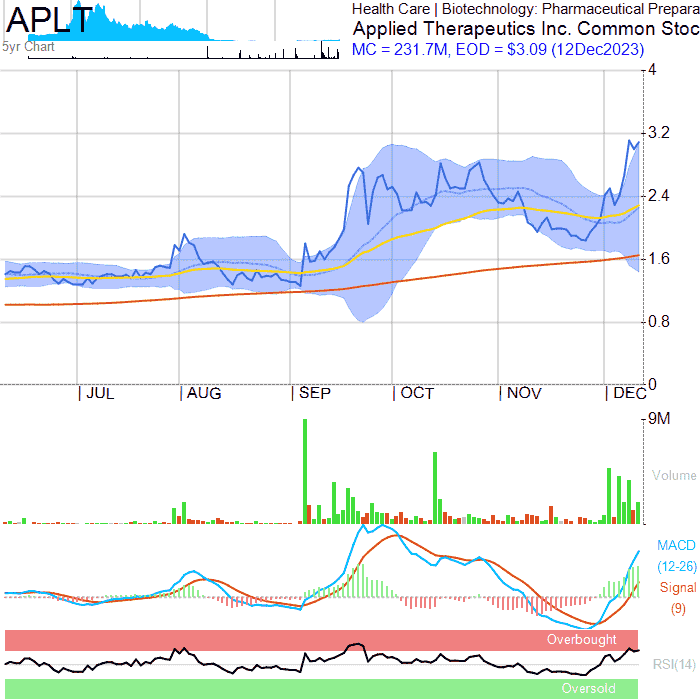 APLT
5yr Chart
Health Care | Biotechnology: Pharmaceutical Prepara
Applied Therapeutics Inc. Common Stoc
MC = 231.7M, EOD = $3.09 (12Dec2023)
4
3.2
2.4
1.6
0.8
0
| JUL | AUG | SEP | OCT | NOV | DEC
9M
Volume
MACD
(12-26)
Signal
(9)
Overbought
RSI(14)
Oversold